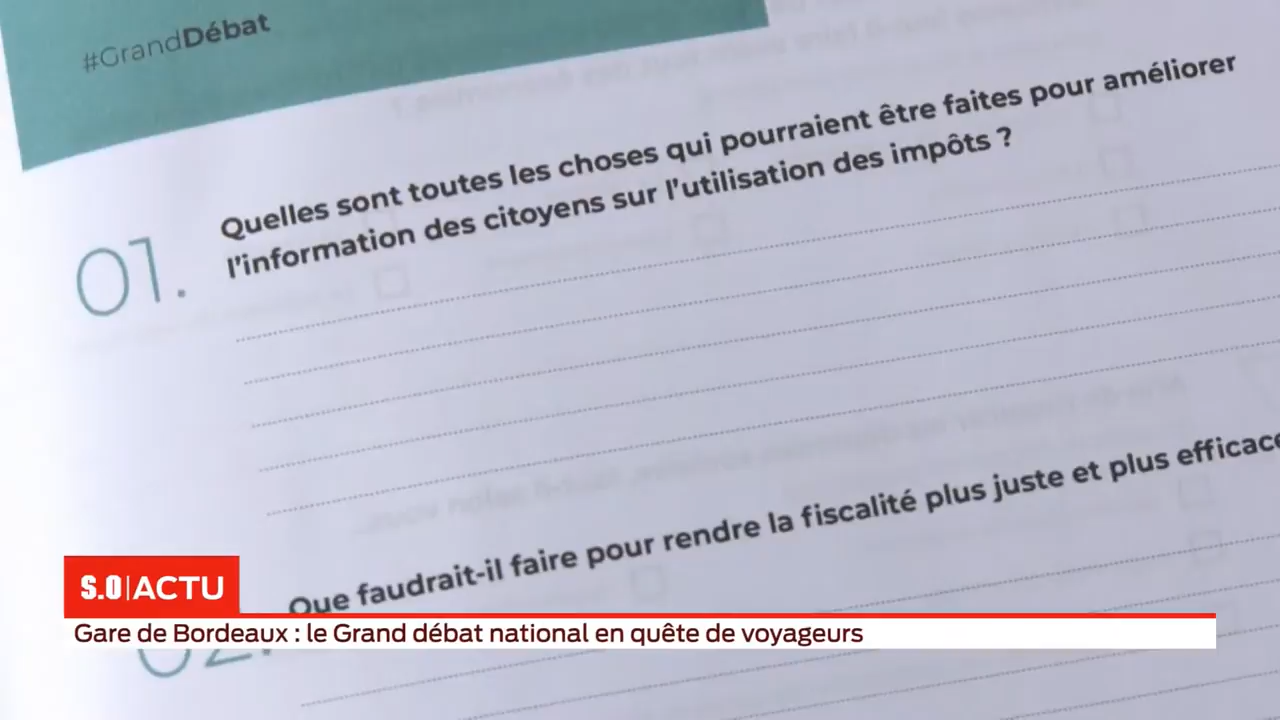 #GrandDébat
01.
Quelles sont toutes les choses qui pourraient être faites pour améliorer
l'information des citoyens sur l'utilisation des impôts ?
02.
Que faudrait-il faire pour rendre la fiscalité plus juste et plus efficace
S.O|ACTU
Gare de Bordeaux : le Grand débat national en quête de voyageurs